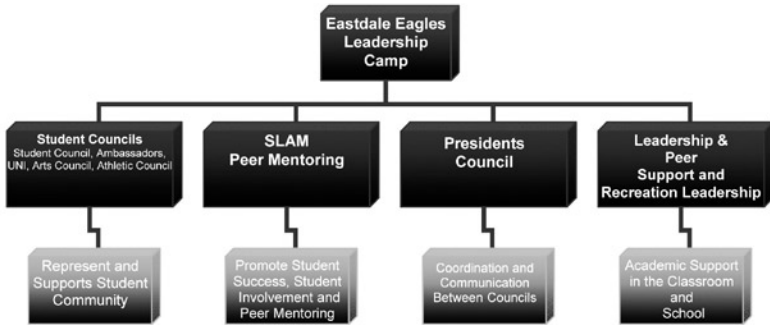 Eastdale Eagles
Leadership
Camp
Student Councils
Student Council, Ambassadors,
UNI, Arts Council, Athletic Council
SLAM
Peer Mentoring
Presidents
Council
Leadership &
Peer
Support and
Recreation Leadership
Represent and
Supports Student
Community
Promote Student
Success, Student
Involvement and
Peer Mentoring
Coordination and
Communication
Between Councils
Academic Support
in the Classroom
and
School